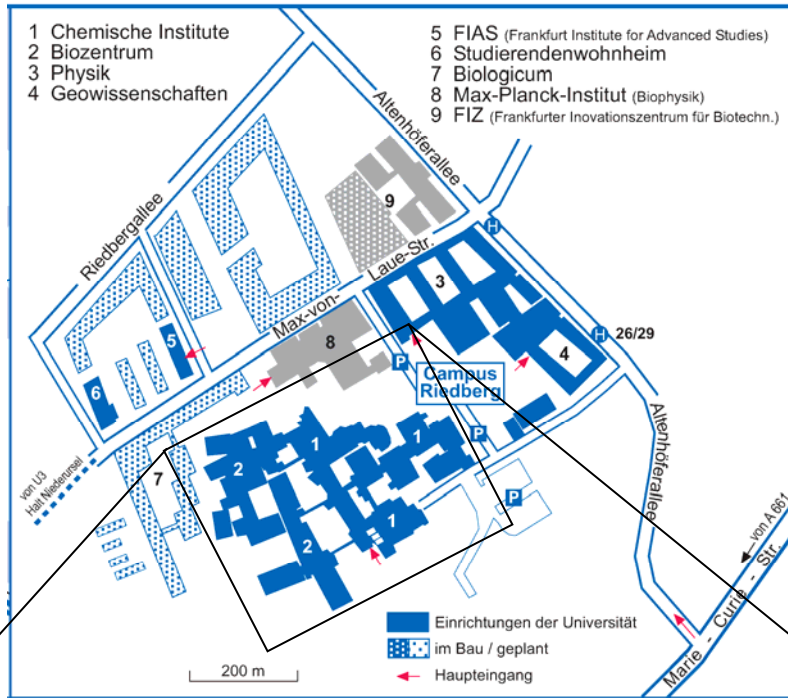 1 Chemische Institute
2 Biozentrum
3 Physik
4 Geowissenschaften
5 FIAS (Frankfurt Institute for Advanced Studies)
6 Studierendenwohnheim
7 Biologicum
8 Max-Planck-Institut (Biophysik)
9 FIZ (Frankfurter Inovationszentrum für Biotechn.)
Altenhöferallee
Riedbergallee
9
H
Max-von-Laue-Str.
3
H 26/29
5
8
4
P
6
Campus
Riedberg
Altenhöferallee
1
1
P
2
von U3
Halt Niederursel
7
P
1
von A 661
2
Marie - Curie - Str.
Einrichtungen der Universität
im Bau / geplant
200 m
Haupteingang